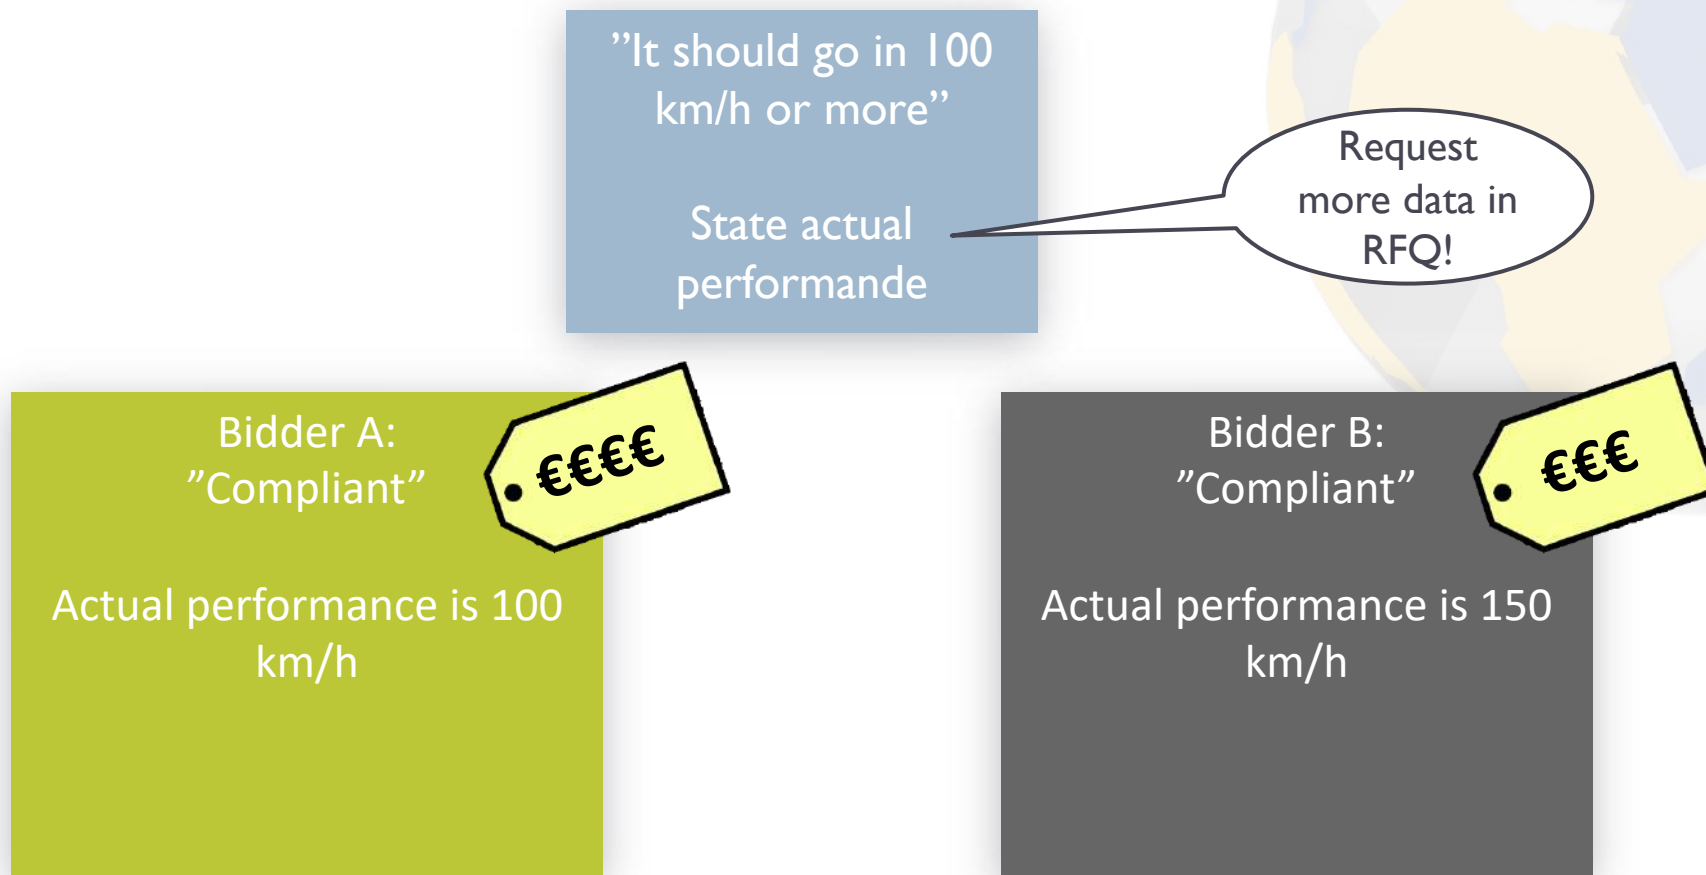 ”It should go in 100
km/h or more”
State actual
performande
Request
more data in
RFQ!
Bidder A:
”Compliant”
€€€€
Actual performance is 100
km/h
Bidder B:
”Compliant”
€€€
Actual performance is 150
km/h